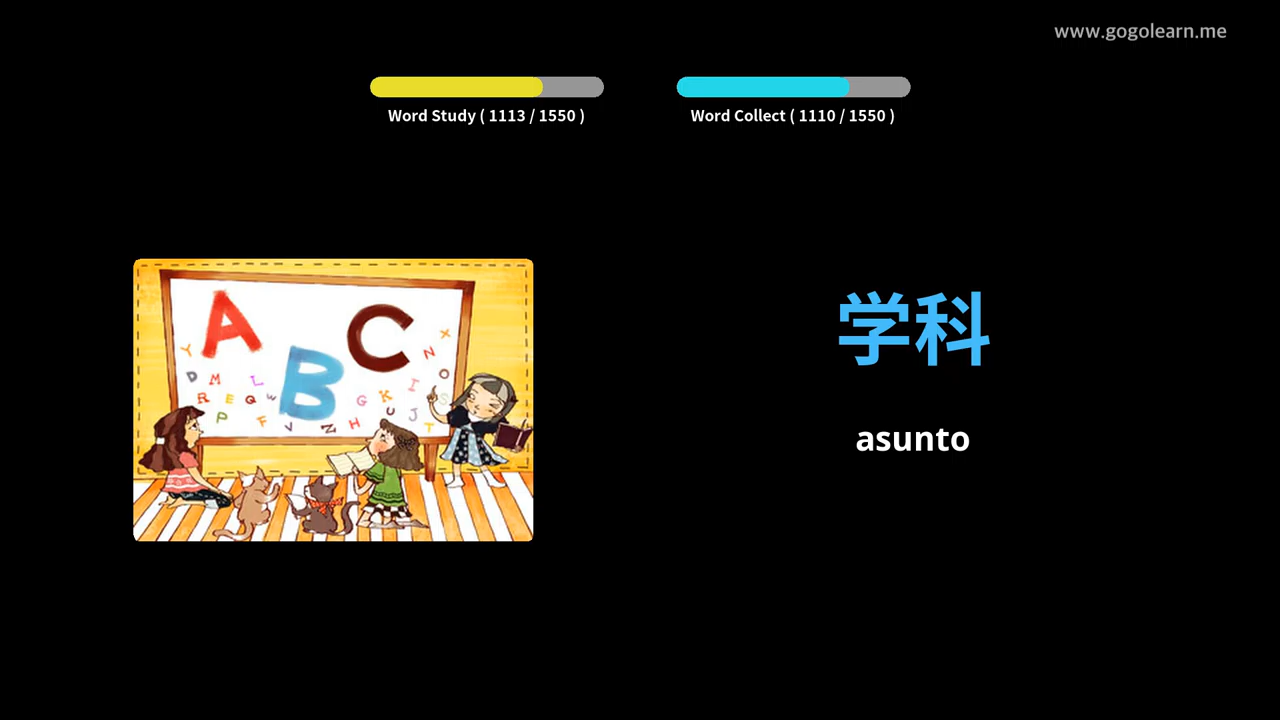 www.gogolearn.me
Word Study ( 1113 / 1550 )
Word Collect ( 1110 / 1550 )
学科
asunto
A
B
C
Y
D M L
R E Q W
P F V Z H
G K
U J
I N X
O
S
T